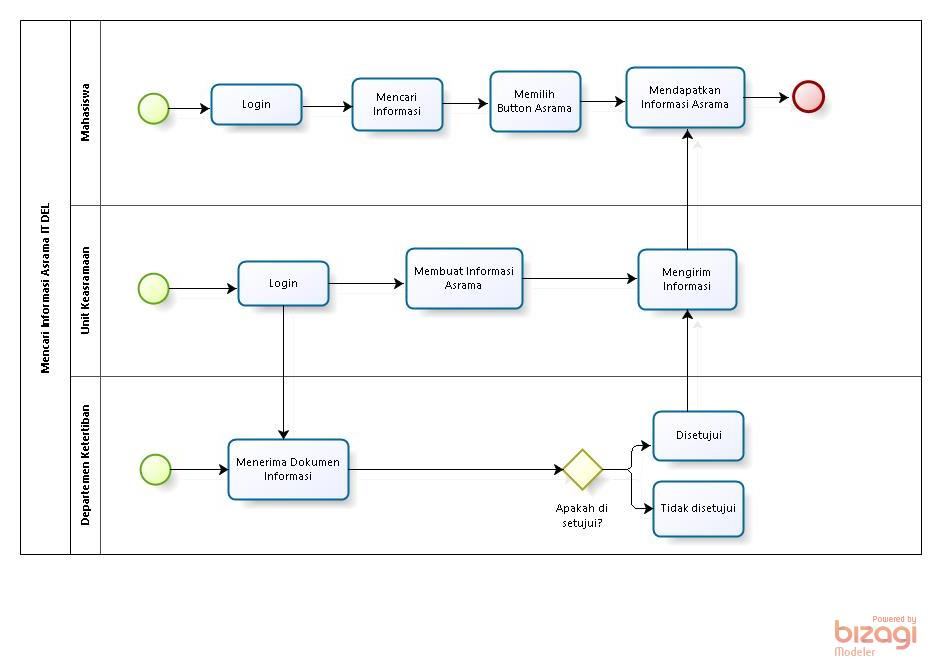 Mencari Informasi Asrama IT DEL
Mahasiswa
Login
Mencari
Informasi
Memilih
Button Asrama
Mendapatkan
Informasi Asrama
Unit Keasramaan
Login
Membuat Informasi
Asrama
Mengirim
Informasi
Departemen Ketertiban
Menerima Dokumen
Informasi
Apakah di
setujui?
Disetujui
Tidak disetujui
Powered by
bizagi
Modeler